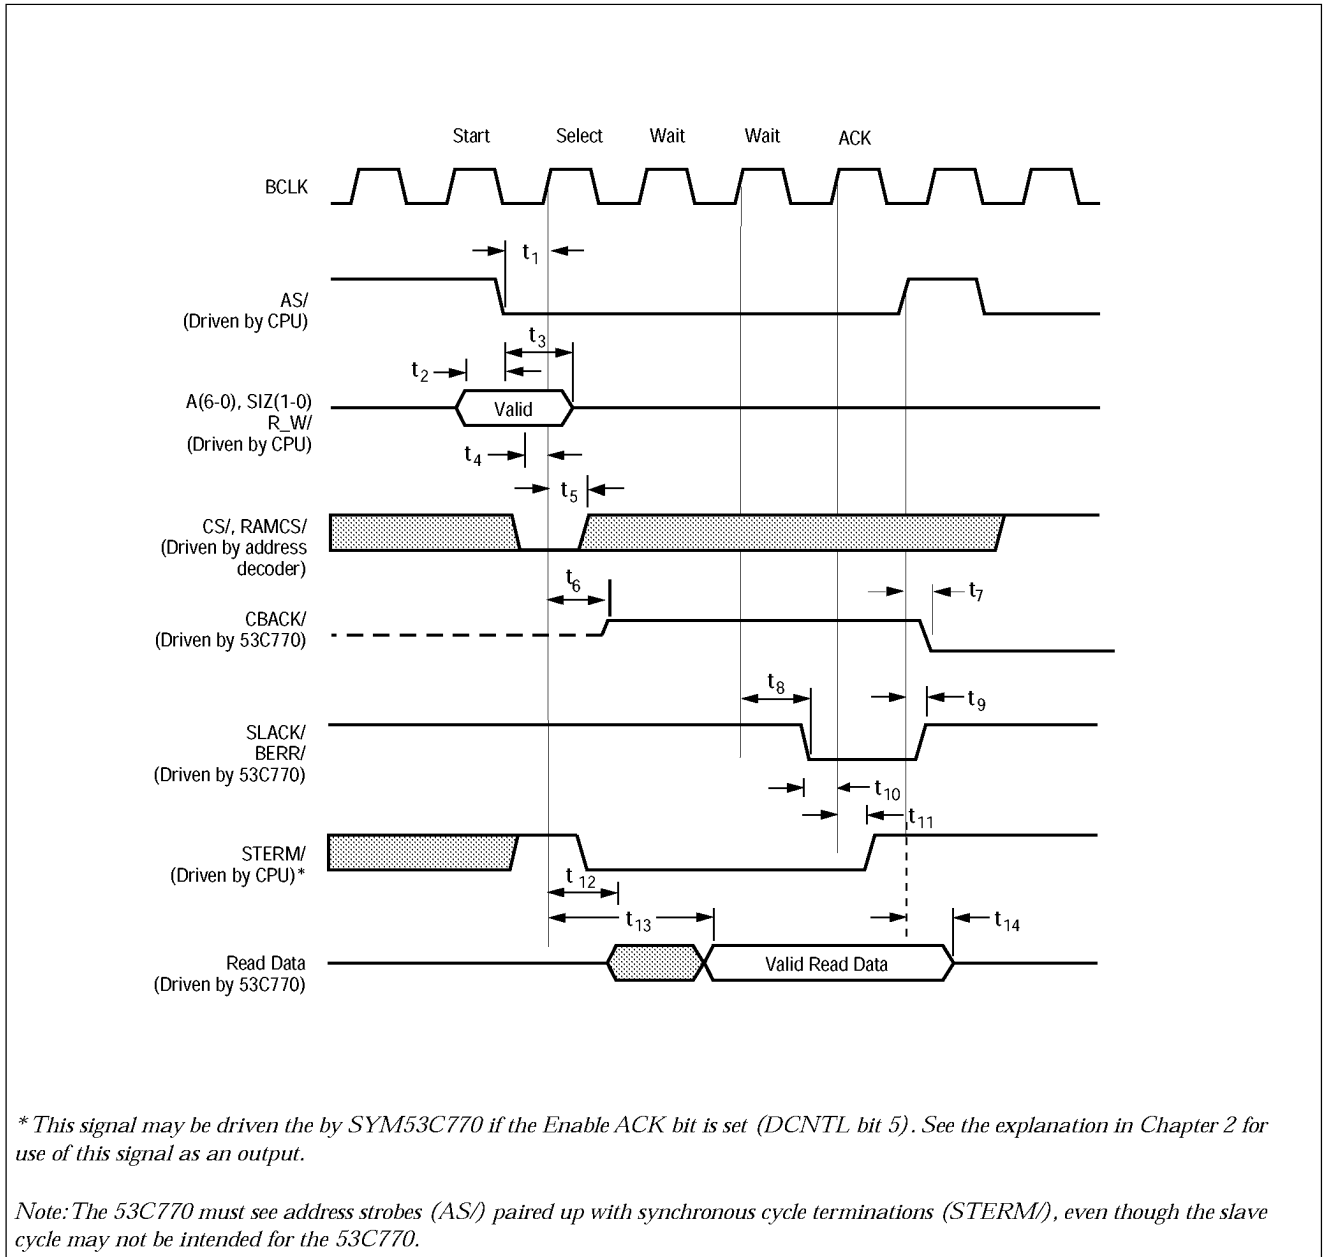 Start Select Wait Wait ACK
BCLK
t1
AS/
(Driven by CPU)
t3
t2
A(6-0), SIZ(1-0)
R_W/
(Driven by CPU)
Valid
t4
t5
CS/, RAMCS/
(Driven by address
decoder)
t6
t7
CBACK/
(Driven by 53C770)
t8
t9
SLACK/
BERR/
(Driven by 53C770)
t10
t11
STERM/
(Driven by CPU)*
t12
t13
t14
Read Data
(Driven by 53C770)
Valid Read Data
* This signal may be driven the by SYM53C770 if the Enable ACK bit is set (DCNTL bit 5). See the explanation in Chapter 2 for
use of this signal as an output.
Note: The 53C770 must see address strobes (AS/) paired up with synchronous cycle terminations (STERM/), even though the slave
cycle may not be intended for the 53C770.